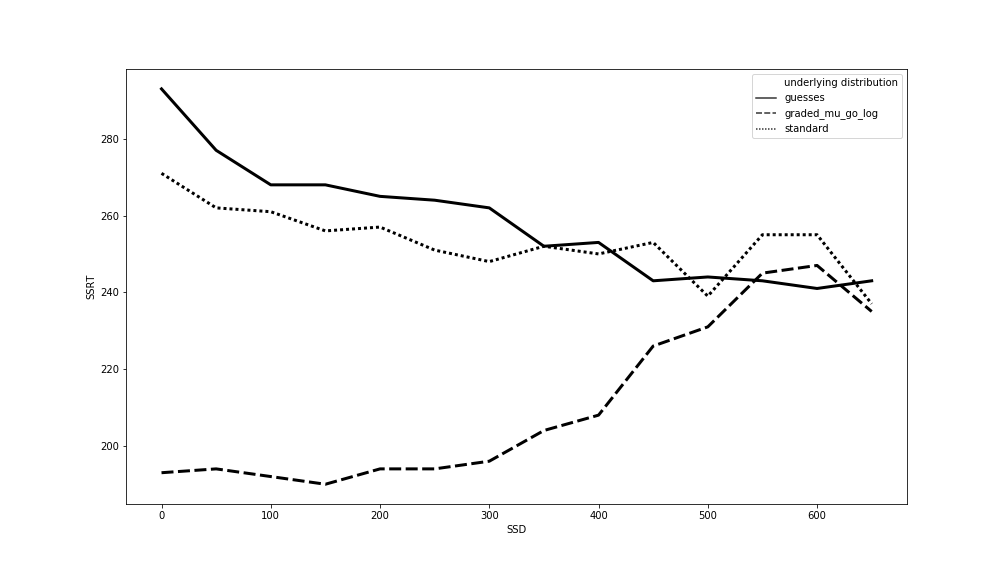 underlying distribution
guesses
graded_mu_go_log
standard
280
260
240
220
200
SSRT
0 100 200 300 400 500 600
SSD